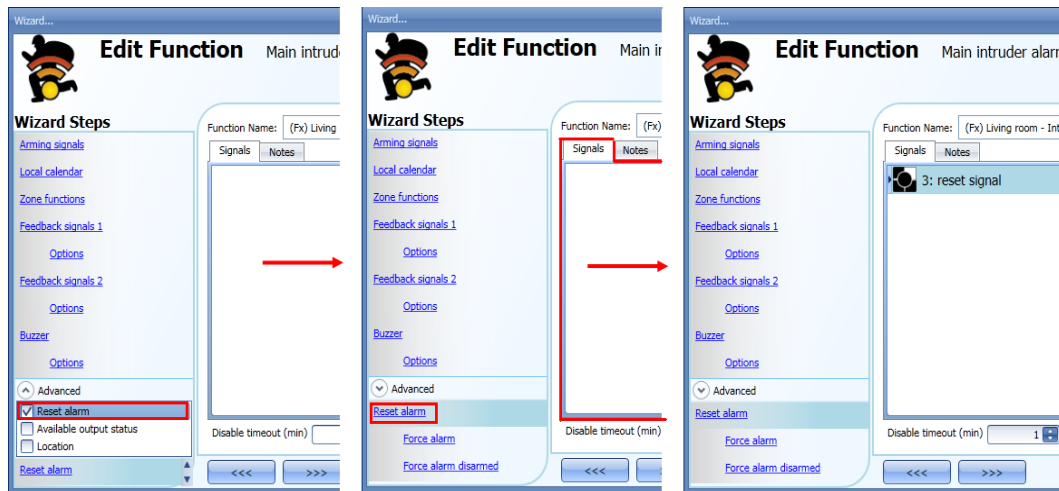 Wizard...
Edit Function Main intrud
Wizard Steps
Arming signals
Local calendar
Zone functions
Feedback signals 1
Options
Feedback signals 2
Options
Buzzer
Options
Advanced
Reset alarm
Available output status
Location
Reset alarm
Function Name: (Fx) Living
Signals Notes
Disable timeout (min)
<<< >>>
Wizard...
Edit Function Main in
Wizard Steps
Arming signals
Local calendar
Zone functions
Feedback signals 1
Options
Feedback signals 2
Options
Buzzer
Options
Advanced
Reset alarm
Force alarm
Force alarm disarmed
Function Name: (Fx)
Signals Notes
Disable timeout (min)
<<<
Wizard...
Edit Function Main intruder alarm
Wizard Steps
Arming signals
Local calendar
Zone functions
Feedback signals 1
Options
Feedback signals 2
Options
Buzzer
Options
Advanced
Reset alarm
Force alarm
Force alarm disarmed
Function Name: (Fx) Living room - Int
Signals Notes
3: reset signal
Disable timeout (min) 1
<<< >>>